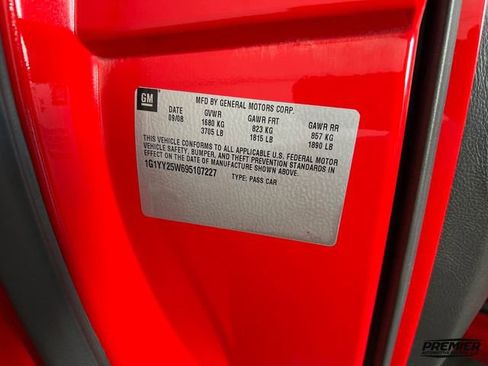 GM
MFD BY GENERAL MOTORS CORP.
DATE GVWR GAWR FRT GAWR RR
09/08 1680 KG 823 KG 857 KG
3705 LB 1815 LB 1890 LB
THIS VEHICLE CONFORMS TO ALL APPLICABLE U.S. FEDERAL MOTOR
VEHICLE SAFETY, BUMPER, AND THEFT PREVENTION STANDARDS IN
EFFECT ON THE DATE OF MANUFACTURE SHOWN ABOVE.
1G1YY25W695107227 TYPE: PASS CAR
PREMIER